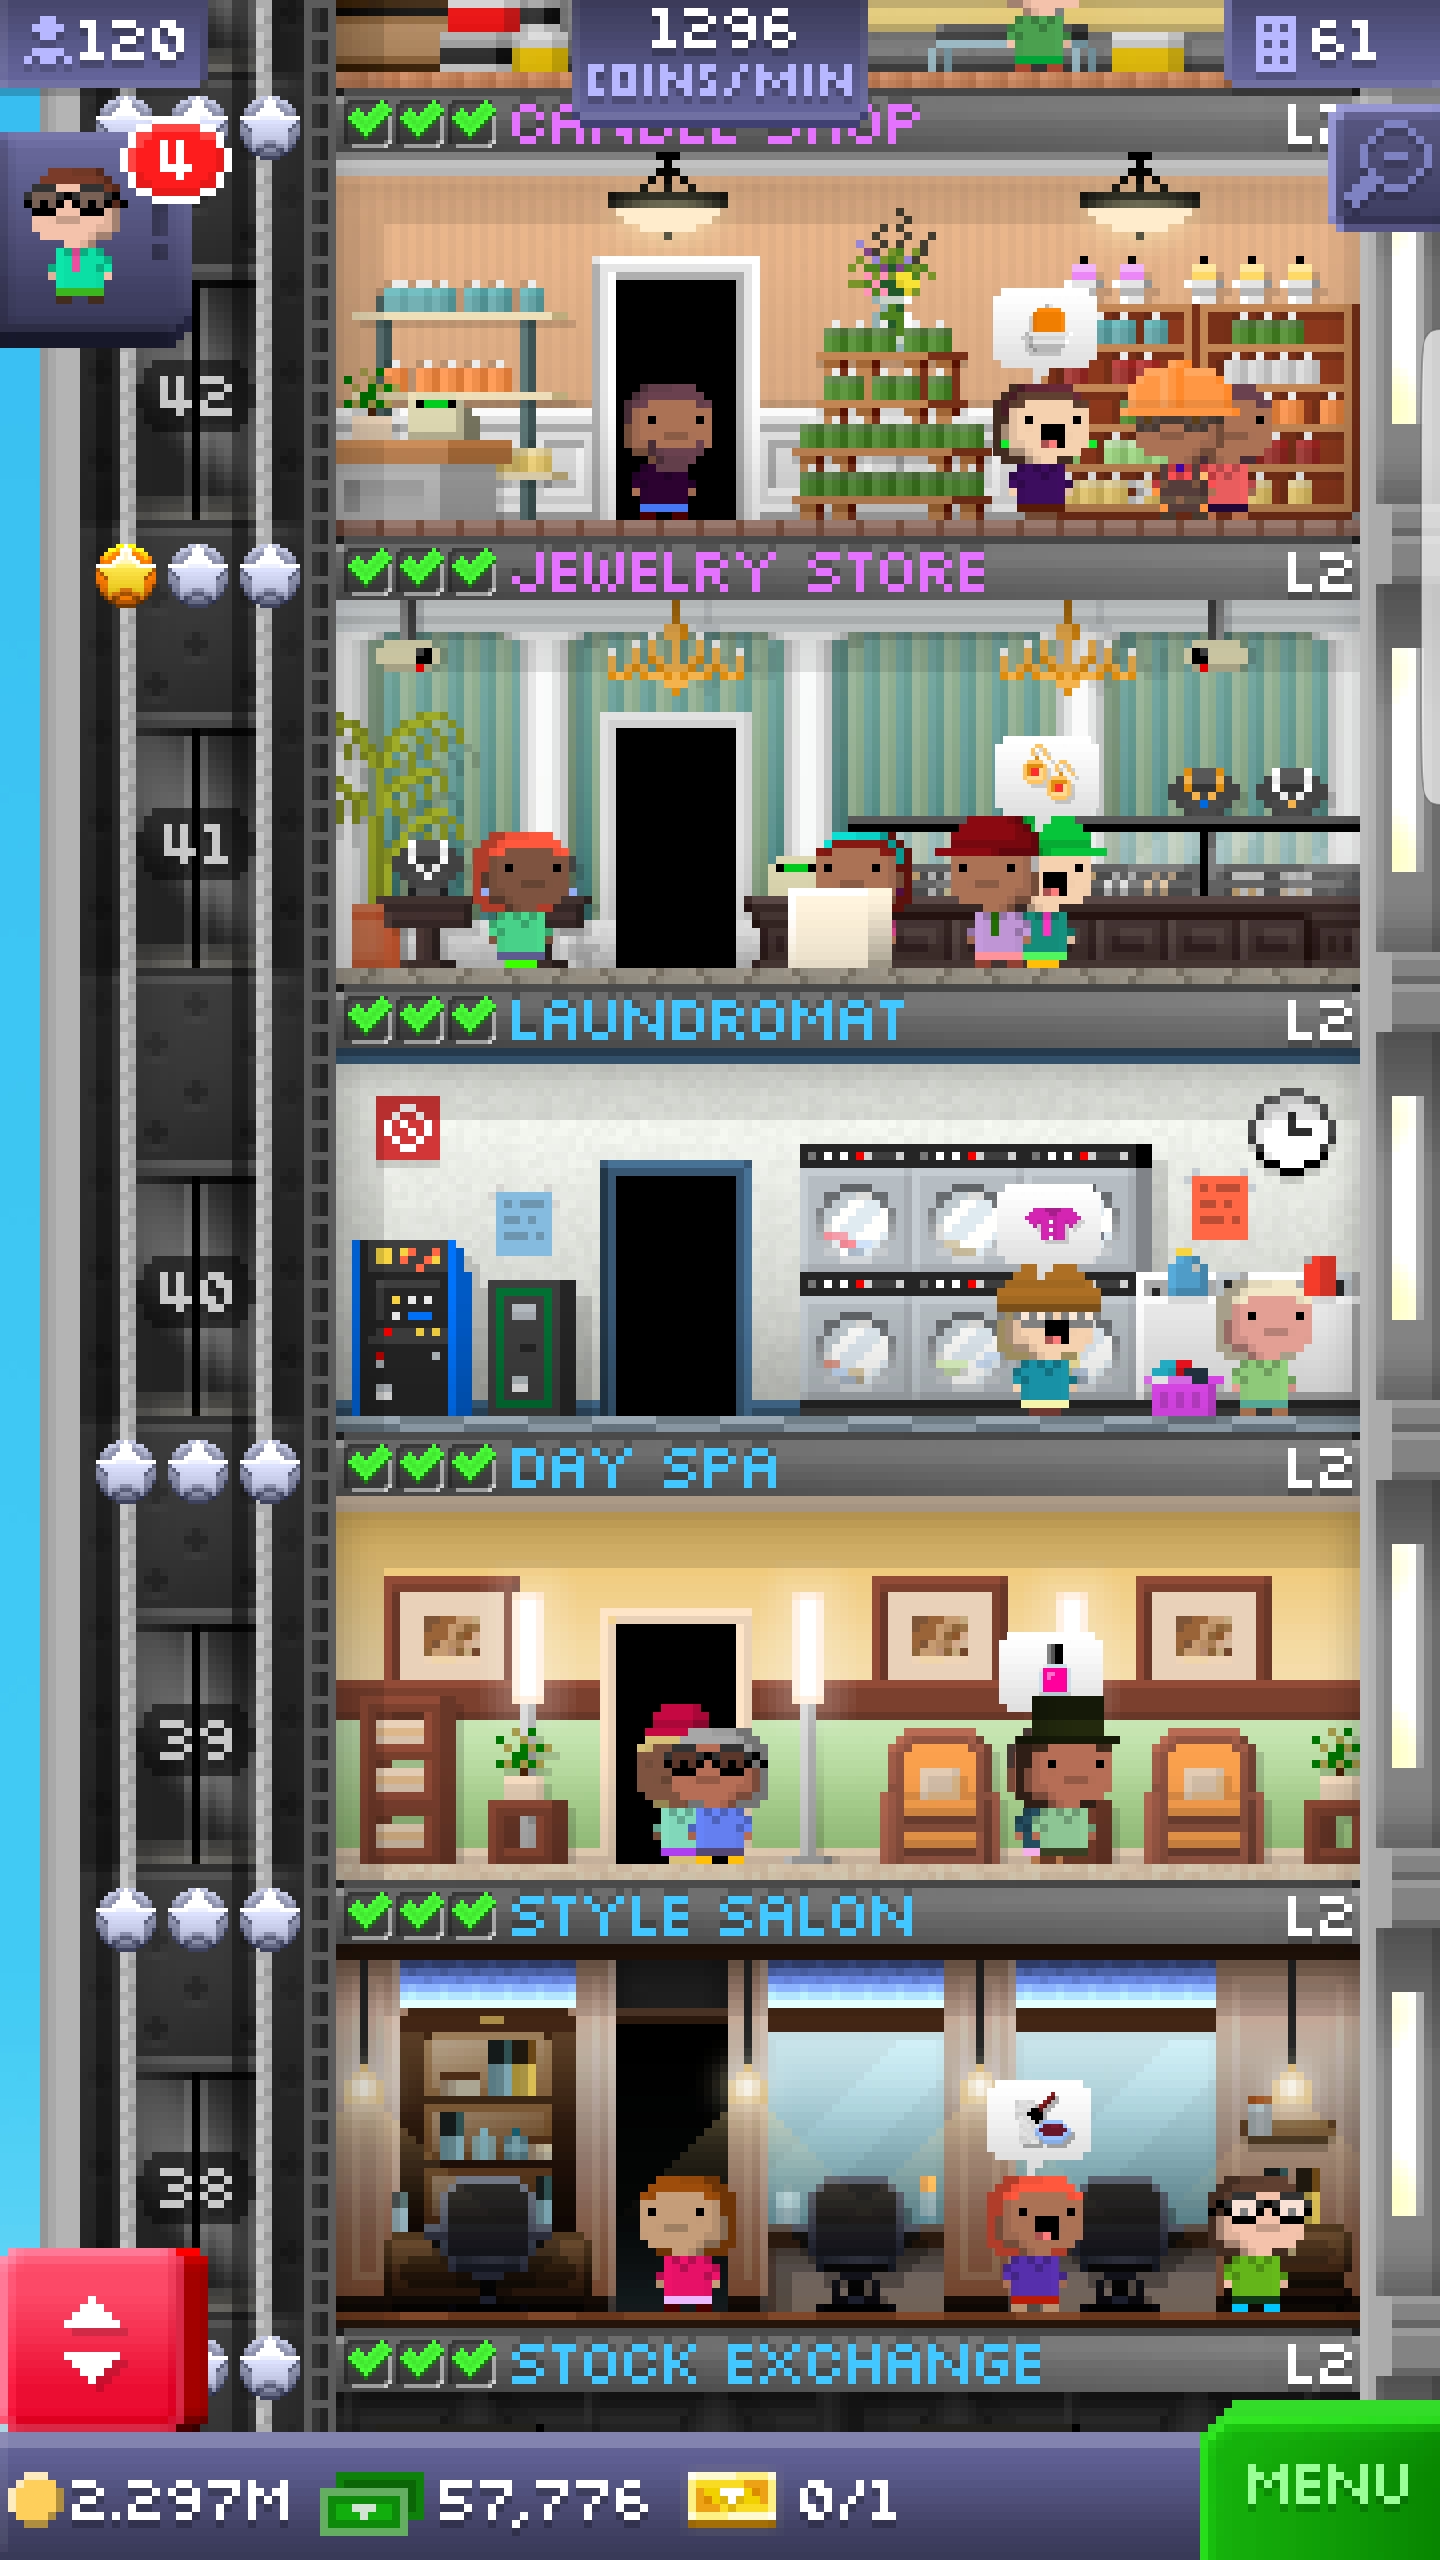 120
1296
COINS/MIN
61
4
CANDLE SHOP
42
JEWELRY STORE L2
41
LAUNDROMAT L2
40
DAY SPA L2
39
STYLE SALON L2
38
STOCK EXCHANGE L2
2.297M 57,776 0/1
MENU